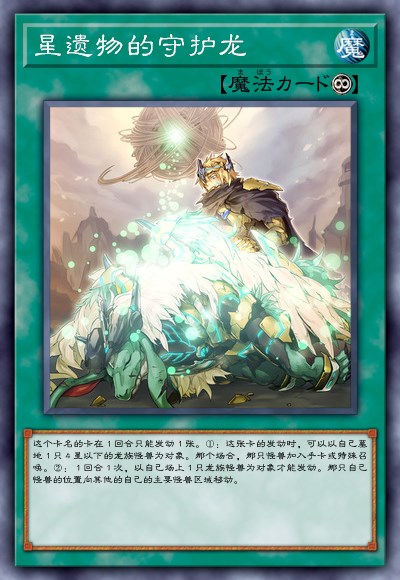 星遗物的守护龙
魔
【魔法カード】
ま ほう
这个卡名的卡在１回合只能发动１张。①：这张卡的发动时，可以以自己墓
地１只４星以下的龙族怪兽为对象。那个场合，那只怪兽加入手卡或特殊召
唤。②：１回合１次，以自己场上１只龙族怪兽为对象才能发动。那只自己
怪兽的位置向其他的自己的主要怪兽区域移动。